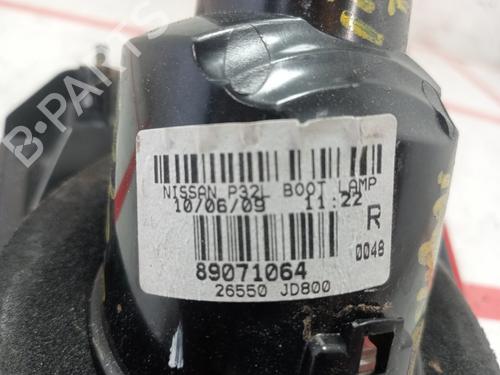 B-PARTS
NISSAN P32L BOOT LAMP
10/06/09 11:22
R
0048
89071064
26550 JD800